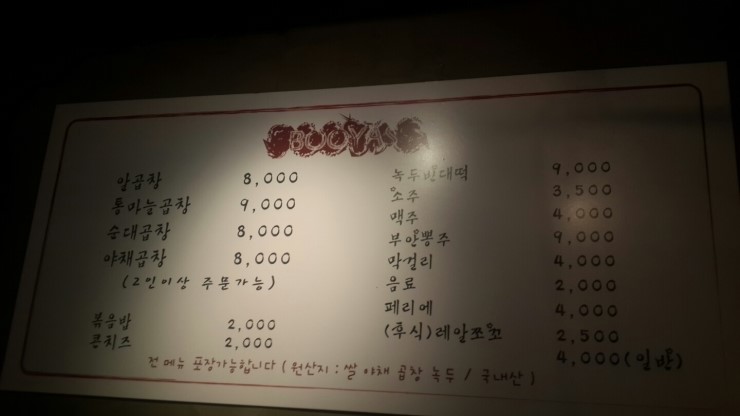 BOOYA
알곱창 8,000
통마늘곱창 9,000
순대곱창 8,000
야채곱창 8,000
(2인이상 주문가능)
볶음밥 2,000
콘치즈 2,000
녹두빈대떡 9,000
소주 3,500
맥주 4,000
부안뽕주 9,000
막걸리 4,000
음료 2,000
페리에 4,000
(후식)레알쪼쪼 2,500
4,000(일반)
전 메뉴 포장가능합니다 (원산지 ; 쌀 야채 곱창 녹두 / 국내산)